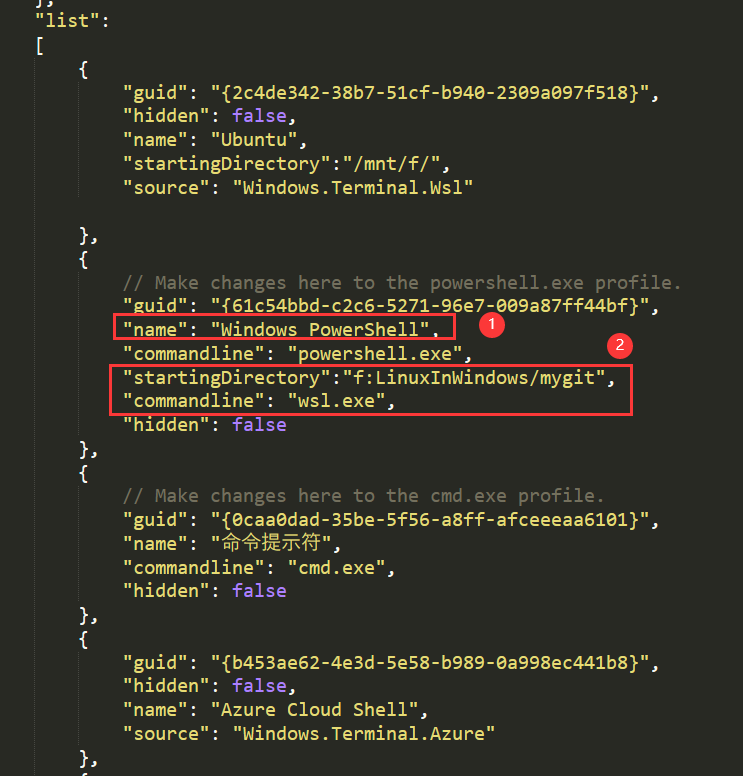 },
"list":
[
{
"guid": "{2c4de342-38b7-51cf-b940-2309a097f518}",
"hidden": false,
"name": "Ubuntu",
"startingDirectory":"/mnt/f/",
"source": "Windows.Terminal.Wsl"
},
{
// Make changes here to the powershell.exe profile.
"guid": "{61c54bbd-c2c6-5271-96e7-009a87ff44bf}",
"name": "Windows PowerShell", 1
"commandline": "powershell.exe", 2
"startingDirectory":"f:LinuxInWindows/mygit",
"commandline": "wsl.exe",
"hidden": false
},
{
// Make changes here to the cmd.exe profile.
"guid": "{0caa0dad-35be-5f56-a8ff-afceeeaa6101}",
"name": "命令提示符",
"commandline": "cmd.exe",
"hidden": false
},
{
"guid": "{b453ae62-4e3d-5e58-b989-0a998ec441b8}",
"hidden": false,
"name": "Azure Cloud Shell",
"source": "Windows.Terminal.Azure"
},
{